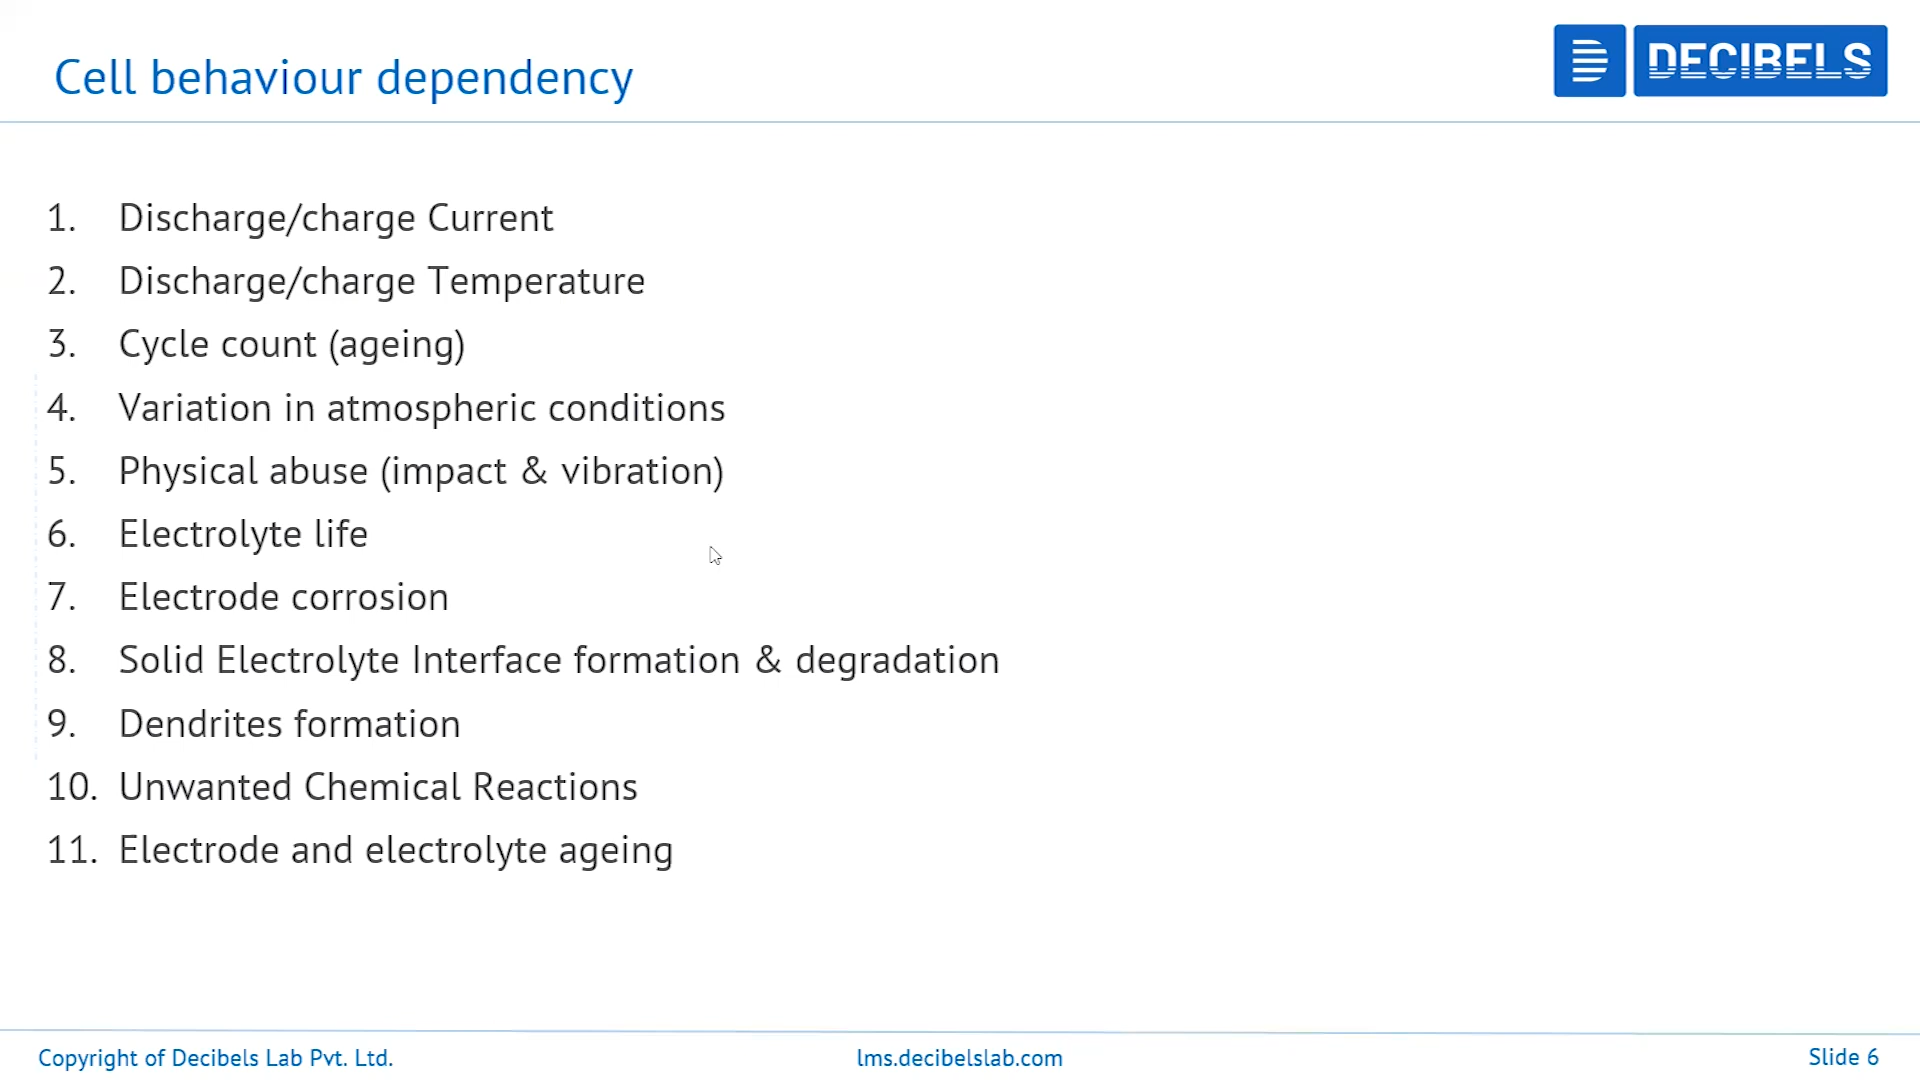 Cell behaviour dependency
DECIBELS
1. Discharge/charge Current
2. Discharge/charge Temperature
3. Cycle count (ageing)
4. Variation in atmospheric conditions
5. Physical abuse (impact & vibration)
6. Electrolyte life
7. Electrode corrosion
8. Solid Electrolyte Interface formation & degradation
9. Dendrites formation
10. Unwanted Chemical Reactions
11. Electrode and electrolyte ageing
Copyright of Decibels Lab Pvt. Ltd.
lms.decibelslab.com
Slide 6